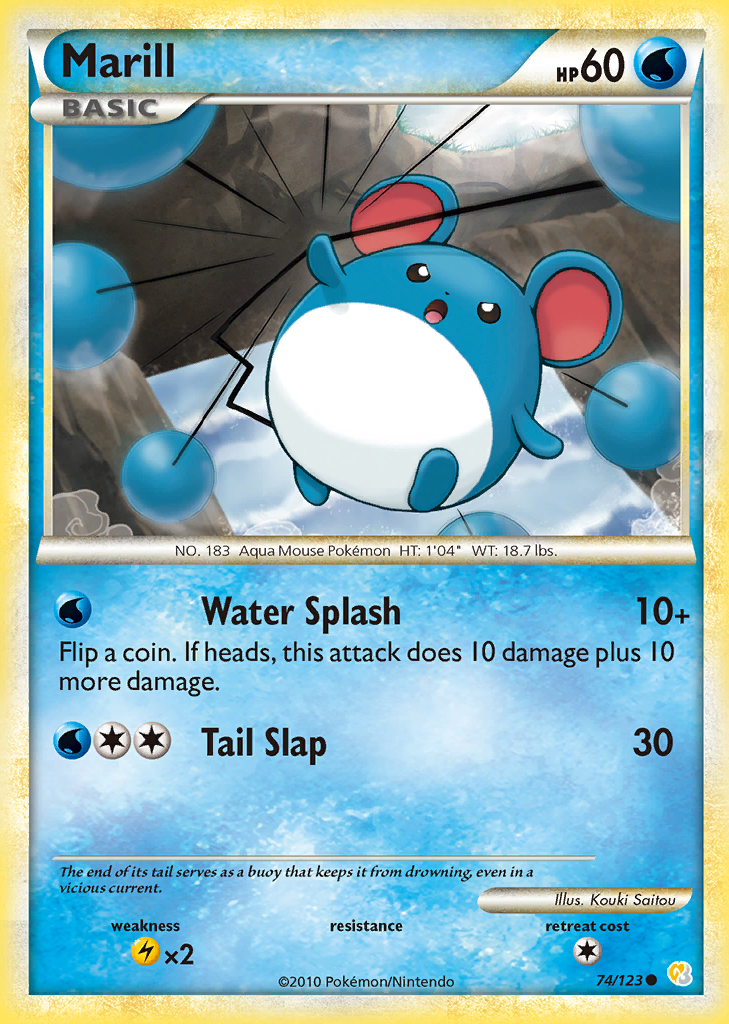 Marill
HP60
BASIC
NO. 183 Aqua Mouse Pokémon HT: 1'04" WT: 18.7 lbs.
Water Splash 10+
Flip a coin. If heads, this attack does 10 damage plus 10
more damage.
Tail Slap 30
The end of its tail serves as a buoy that keeps it from drowning, even in a
vicious current.
Illus. Kouki Saitou
weakness resistance retreat cost
×2
©2010 Pokémon/Nintendo 74/123